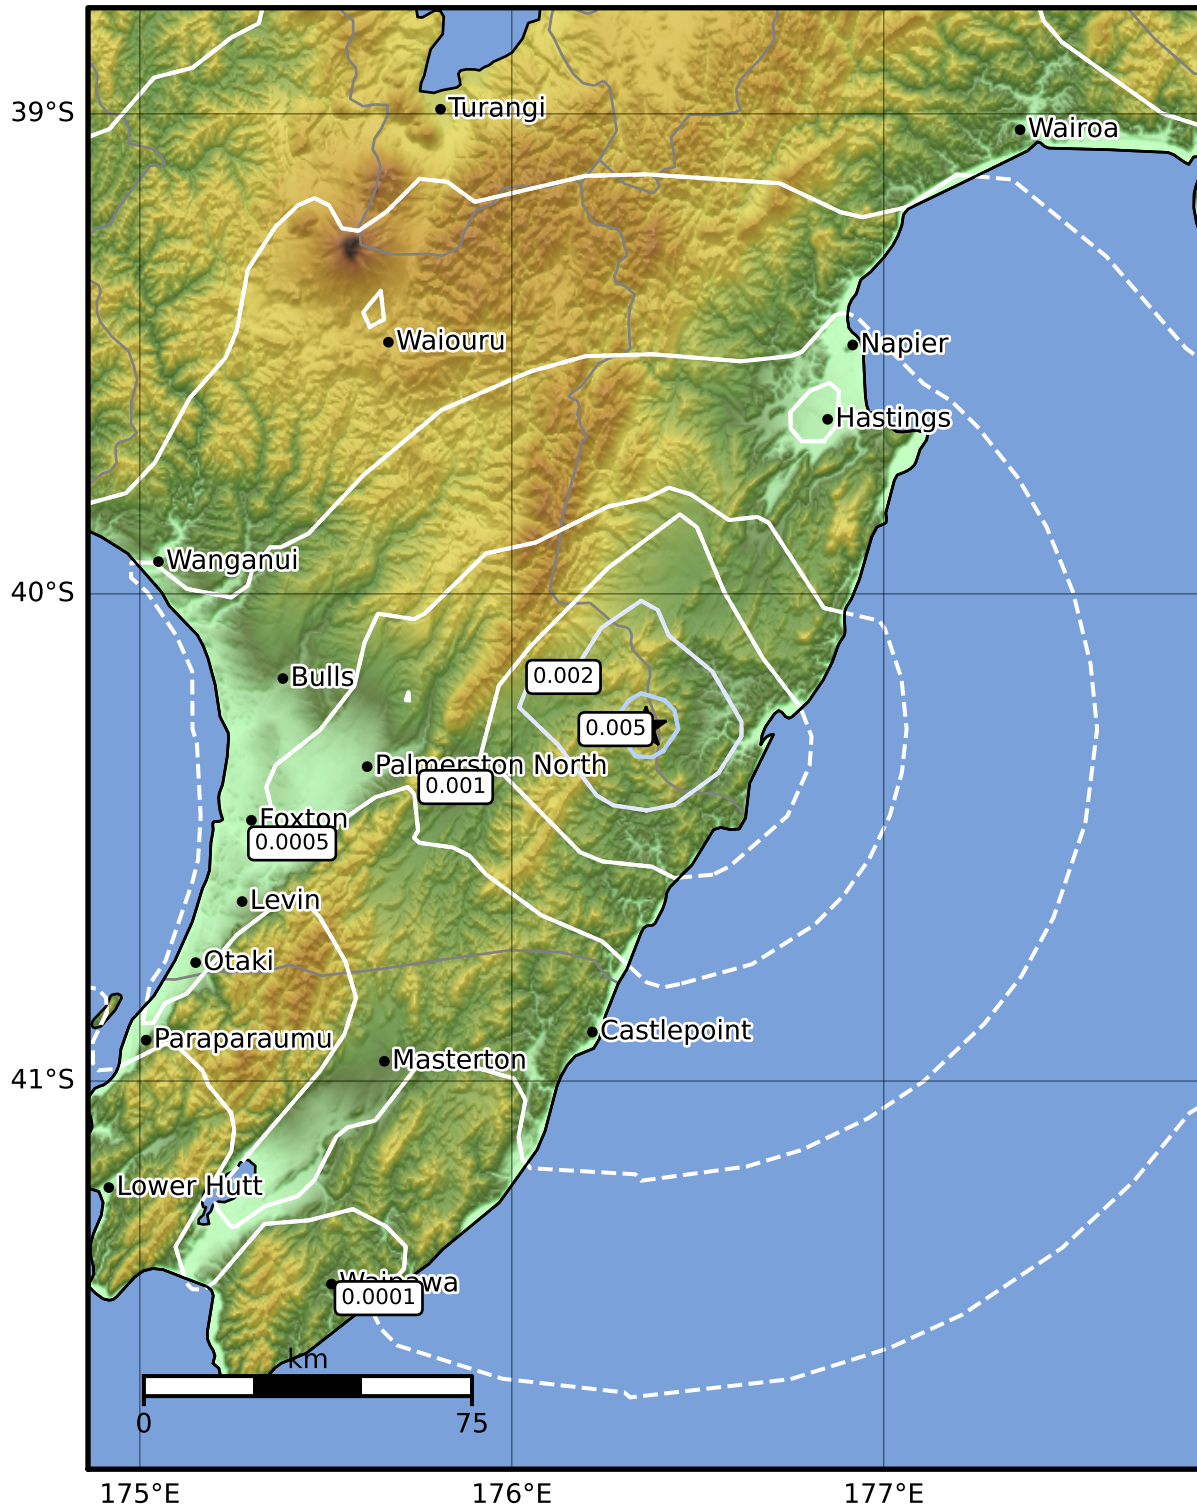 Turangi
39°S
Wairoa
Waiouru
Napier
Hastings
Wanganui
40°S
0.002
Bulls
0.005
Palmerston North
0.001
Foxton
0.0005
Levin
Otaki
Castlepoint
Paraparaumu
Masterton
41°S
Lower Hutt
0.0001
km
0
75
175°E
176°E
177°E